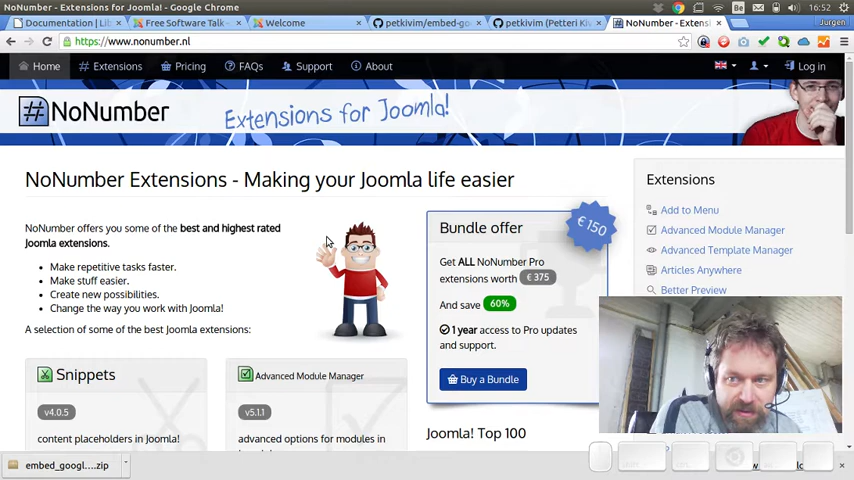 NoNumber - Extensions for Joomla! - Google Chrome
16:52
Documentation | Lib
Free Software Talk -
Welcome
petkivim/embed-goo
petkivim (Petteri Kiv
NoNumber - Extensi
Jurgen
https://www.nonumber.nl
Home
Extensions
Pricing
FAQs
Support
About
Log in
#NoNumber
Extensions for Joomla!
NoNumber Extensions - Making your Joomla life easier
NoNumber offers you some of the best and highest rated
Joomla extensions.
Make repetitive tasks faster.
Make stuff easier.
Create new possibilities.
Change the way you work with Joomla!
A selection of some of the best Joomla extensions:
Snippets
v4.0.5
content placeholders in Joomla!
Advanced Module Manager
v5.1.1
advanced options for modules in
Bundle offer
€ 150
Get ALL NoNumber Pro
extensions worth € 375
And save 60%
1 year access to Pro updates
and support.
Buy a Bundle
Joomla! Top 100
Extensions
Add to Menu
Advanced Module Manager
Advanced Template Manager
Articles Anywhere
Better Preview
embed_googl....zip